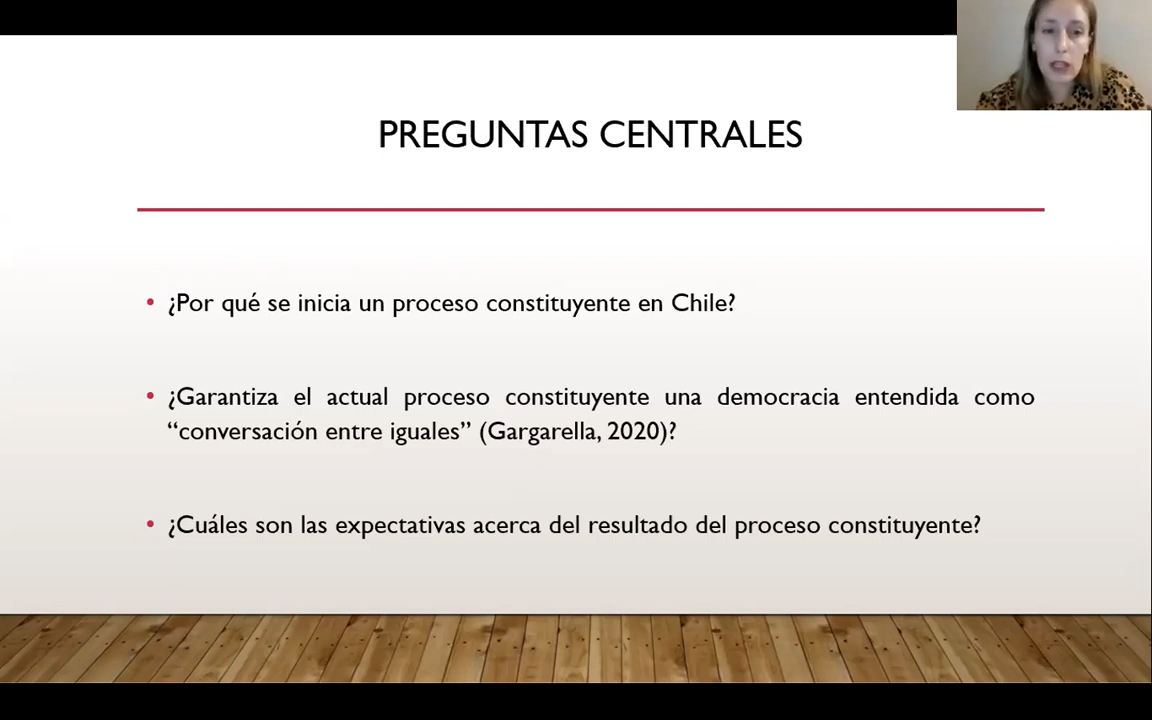 PREGUNTAS CENTRALES
• ¿Por qué se inicia un proceso constituyente en Chile?
• ¿Garantiza el actual proceso constituyente una democracia entendida como
“conversación entre iguales” (Gargarella, 2020)?
• ¿Cuáles son las expectativas acerca del resultado del proceso constituyente?